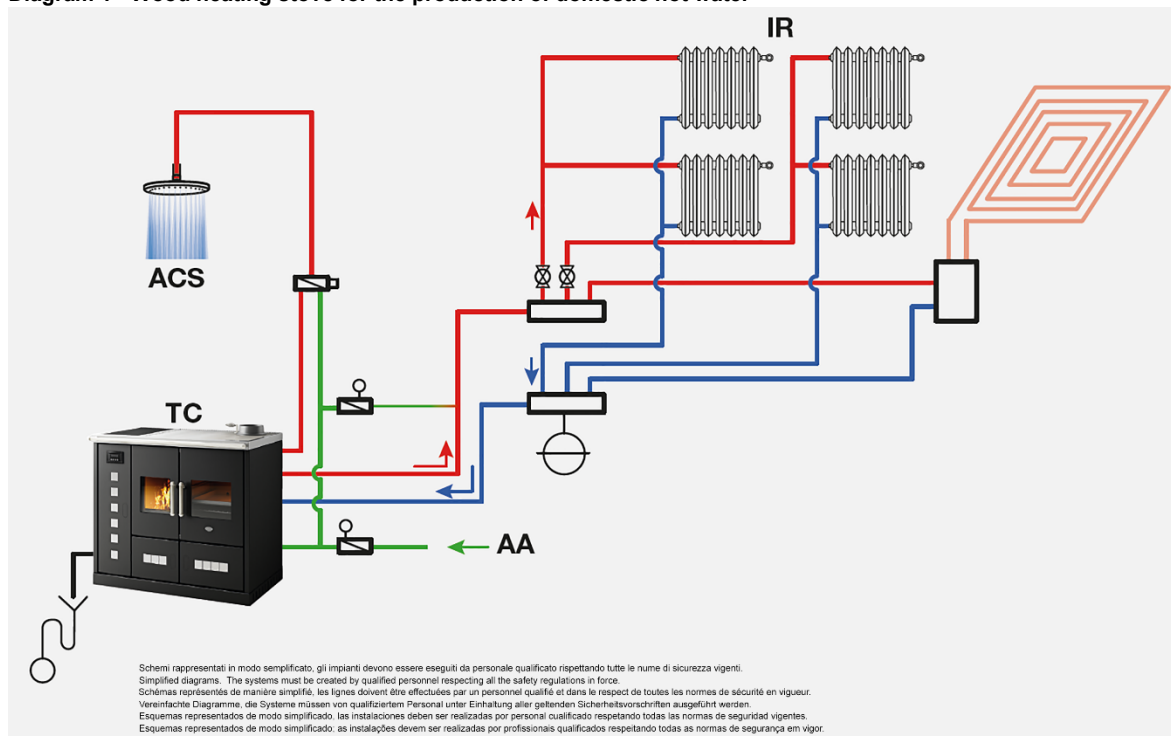 Diagram 1 - Wood heating stove for the production of domestic hot water
IR
ACS
TC
AA
Schemi rappresentati in modo semplificato, gli impianti devono essere eseguiti da personale qualificato rispettando tutte le nume di sicurezza vigenti.
Simplified diagrams. The systems must be created by qualified personnel respecting all the safety regulations in force.
Schémas représentés de manière simplifié, les lignes doivent être effectuées par un personnel qualifié et dans le respect de toutes les normes de sécurité en vigueur.
Vereinfachte Diagramme, die Systeme müssen von qualifiziertem Personal unter Einhaltung aller geltenden Sicherheitsvorschriften ausgeführt werden.
Esquemas representados de modo simplificado, las instalaciones deben ser realizadas por personal cualificado respetando todas las normas de seguridad vigentes.
Esquemas representados de modo simplificado: as instalações devem ser realizadas por profissionais qualificados respeitando todas as normas de segurança em vigor.